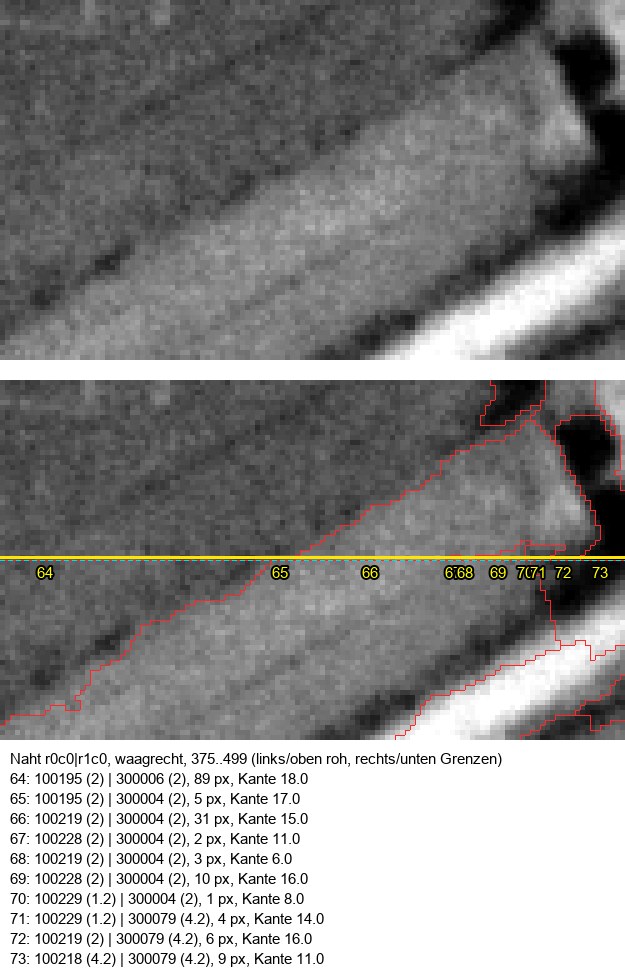 64 65 66 67 68 69 70 71 72 73
Naht r0c0|r1c0, waagrecht, 375..499 (links/oben roh, rechts/unten Grenzen)
64: 100195 (2) | 300006 (2), 89 px, Kante 18.0
65: 100195 (2) | 300004 (2), 5 px, Kante 17.0
66: 100219 (2) | 300004 (2), 31 px, Kante 15.0
67: 100228 (2) | 300004 (2), 2 px, Kante 11.0
68: 100219 (2) | 300004 (2), 3 px, Kante 6.0
69: 100228 (2) | 300004 (2), 10 px, Kante 16.0
70: 100229 (1.2) | 300004 (2), 1 px, Kante 8.0
71: 100229 (1.2) | 300079 (4.2), 4 px, Kante 14.0
72: 100219 (2) | 300079 (4.2), 6 px, Kante 16.0
73: 100218 (4.2) | 300079 (4.2), 9 px, Kante 11.0